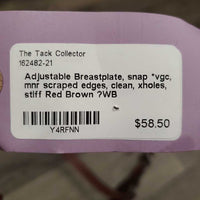 The Tack Collector
162482-21
Adjustable Breastplate, snap *vgc,
mnr scraped edges, clean, xholes,
stiff Red Brown ?WB
Y4RFNN
$58.50